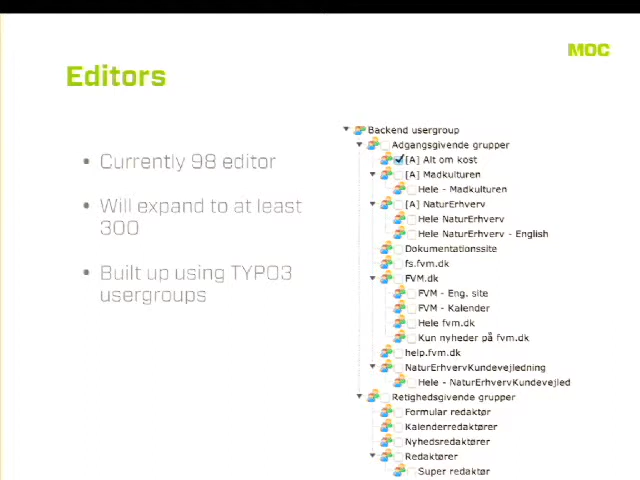 MOC
Editors
• Currently 98 editor
• Will expand to at least
300
• Built up using TYPO3
usergroups
Backend usergroup
Adgangsgivende grupper
[A] Alt om kost
[A] Madkulturen
Hele - Madkulturen
[A] NaturErhverv
Hele NaturErhverv
Hele NaturErhverv - English
Dokumentationssite
fs.fvm.dk
FVM.dk
FVM - Eng. site
FVM - Kalender
Hele fvm.dk
Kun nyheder på fvm.dk
help.fvm.dk
NaturErhvervKundevejledning
Hele - NaturErhvervKundevejled
Retighedsgivende grupper
Formular redaktør
Kalenderredaktører
Nyhedsredaktører
Redaktører
Super redaktør